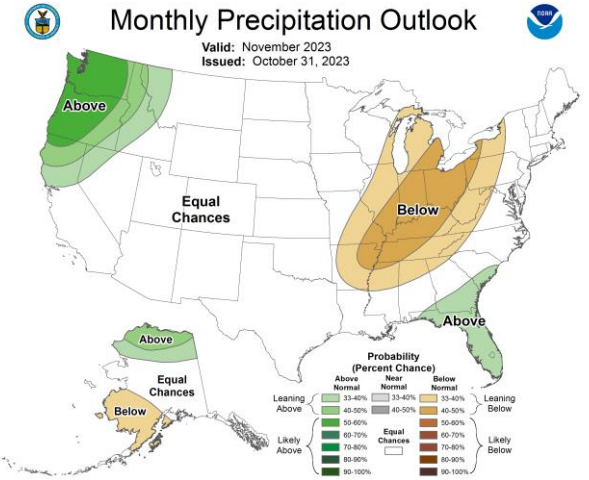 Monthly Precipitation Outlook
NOAA
Valid: November 2023
Issued: October 31, 2023
Above
Equal
Chances
Below
Above
Above
Equal
Chances
Below
Probability
(Percent Chance)
Above Normal
Near Normal
Below Normal
Leaning Above
33-40%
33-40%
33-40%
Leaning Below
40-50%
40-50%
40-50%
Likely Above
50-60%
50-60%
Likely Below
60-70%
Equal Chances
60-70%
70-80%
70-80%
80-90%
80-90%
90-100%
90-100%